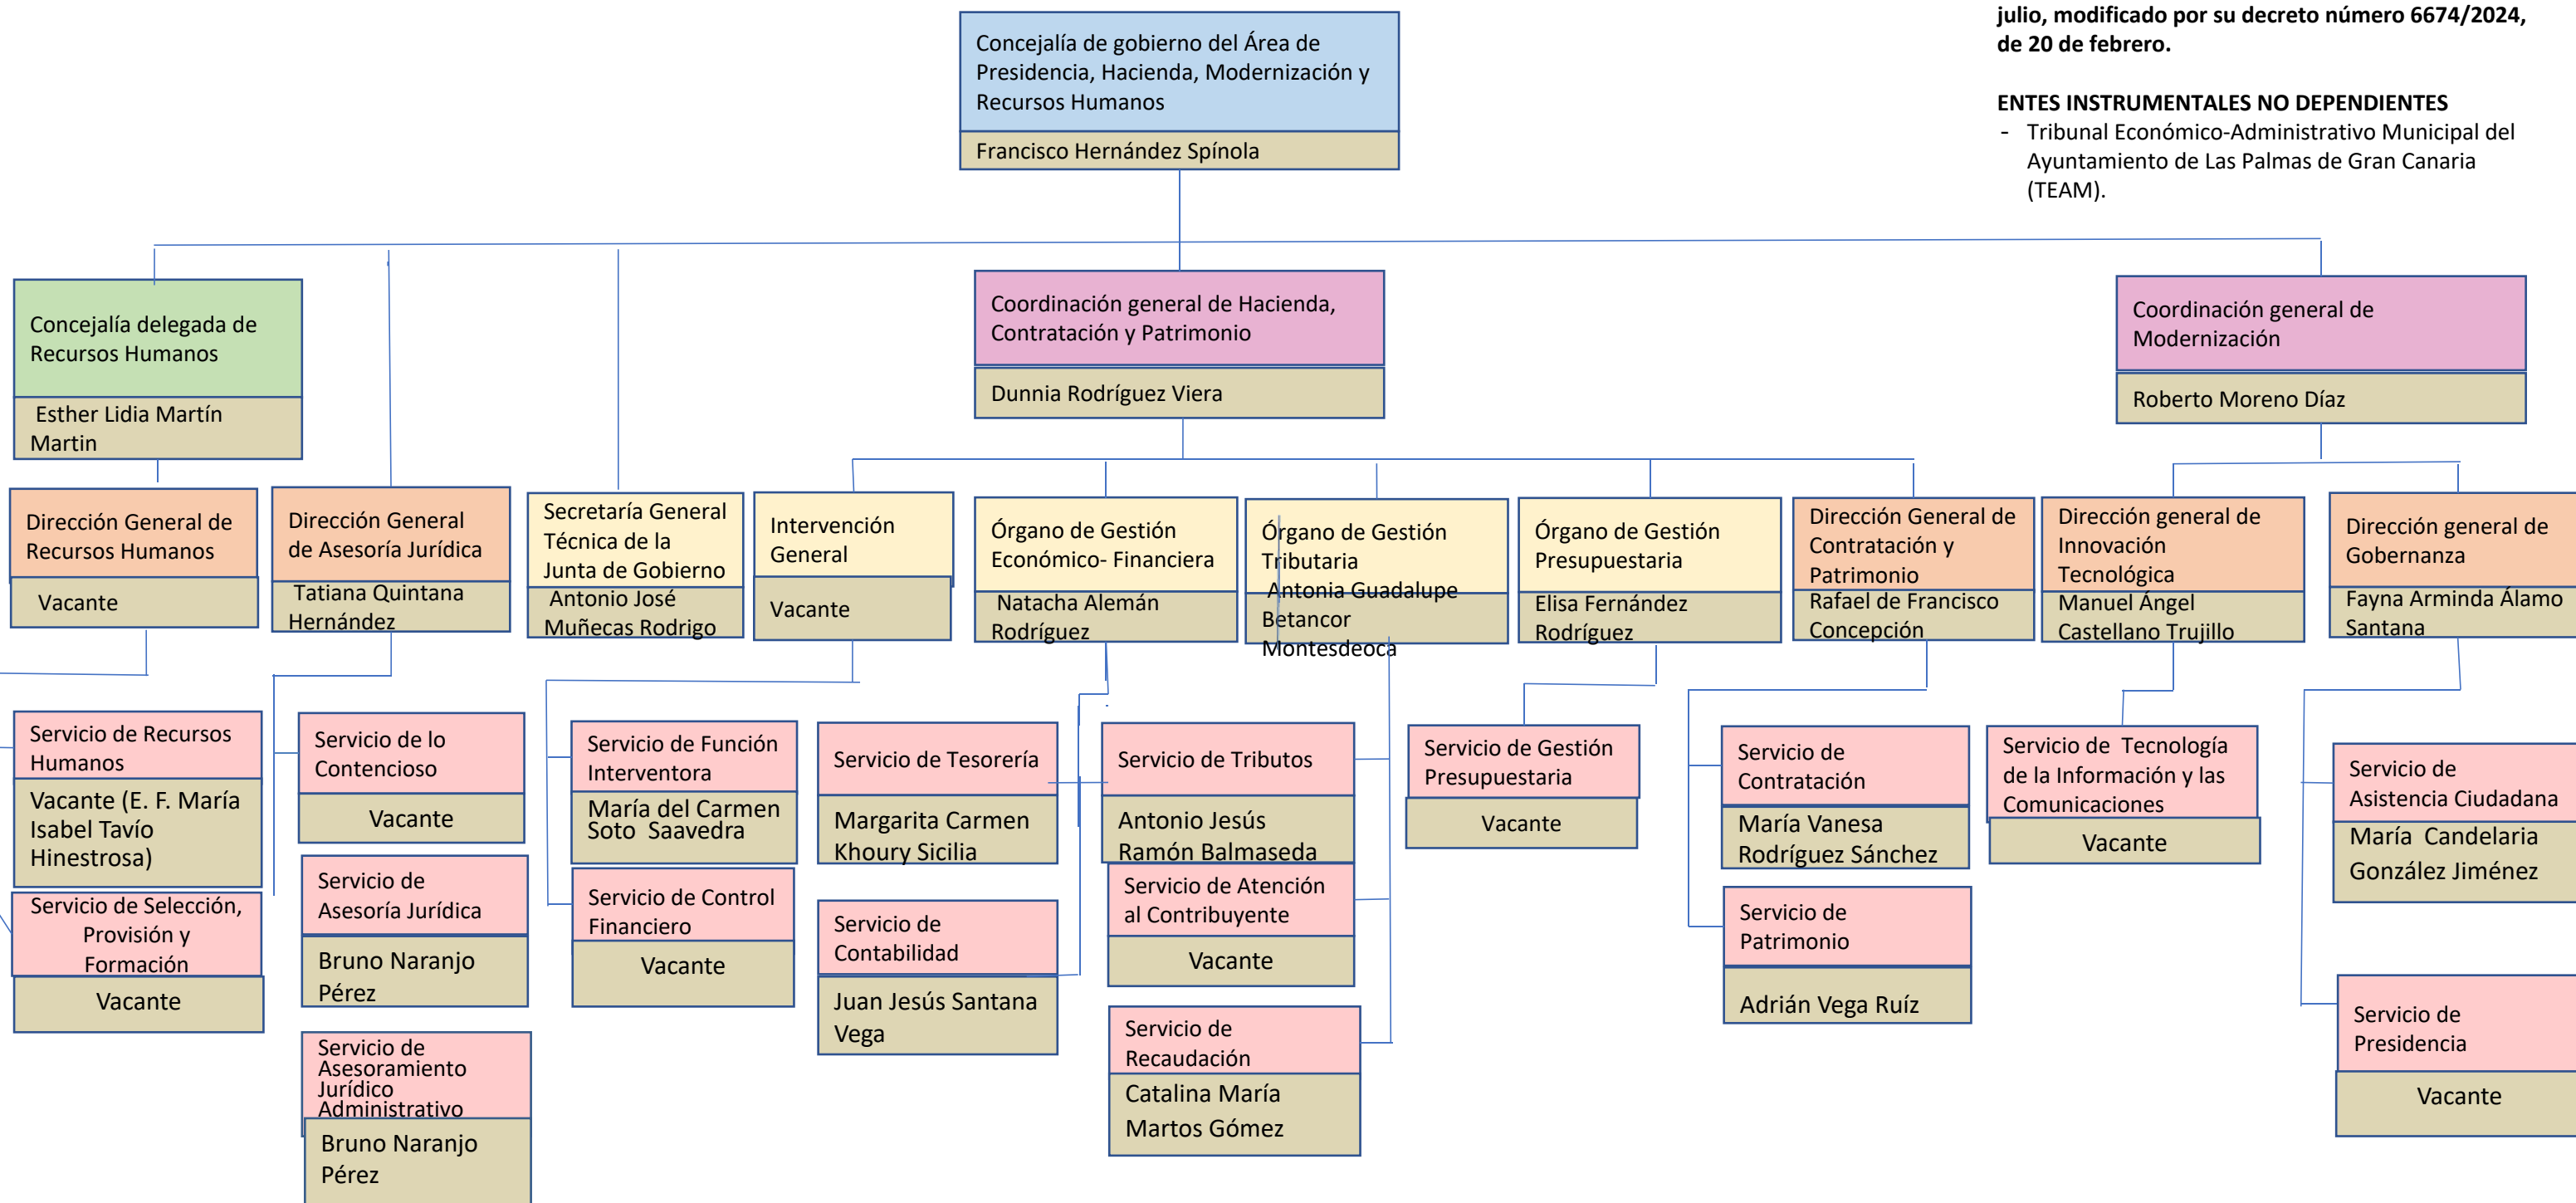 julio, modificado por su decreto número 6674/2024,
de 20 de febrero.
ENTES INSTRUMENTALES NO DEPENDIENTES
- Tribunal Económico-Administrativo Municipal del
Ayuntamiento de Las Palmas de Gran Canaria
(TEAM).
Concejalía de gobierno del Área de
Presidencia, Hacienda, Modernización y
Recursos Humanos
Francisco Hernández Spínola
Concejalía delegada de
Recursos Humanos
Esther Lidia Martín
Martin
Coordinación general de Hacienda,
Contratación y Patrimonio
Dunnia Rodríguez Viera
Coordinación general de
Modernización
Roberto Moreno Díaz
Dirección General de
Recursos Humanos
Vacante
Dirección General
de Asesoría Jurídica
Tatiana Quintana
Hernández
Secretaría General
Técnica de la
Junta de Gobierno
Antonio José
Muñecas Rodrigo
Intervención
General
Vacante
Órgano de Gestión
Económico- Financiera
Natacha Alemán
Rodríguez
Órgano de Gestión
Tributaria
Antonia Guadalupe
Betancor
Montesdeoca
Órgano de Gestión
Presupuestaria
Elisa Fernández
Rodríguez
Dirección General de
Contratación y
Patrimonio
Rafael de Francisco
Concepción
Dirección general de
Innovación
Tecnológica
Manuel Ángel
Castellano Trujillo
Dirección general de
Gobernanza
Fayna Arminda Álamo
Santana
Servicio de Recursos
Humanos
Vacante (E. F. María
Isabel Tavío
Hinestrosa)
Servicio de Selección,
Provisión y
Formación
Vacante
Servicio de lo
Contencioso
Vacante
Servicio de
Asesoría Jurídica
Bruno Naranjo
Pérez
Servicio de
Asesoramiento
Jurídico
Administrativo
Bruno Naranjo
Pérez
Servicio de Función
Interventora
María del Carmen
Soto Saavedra
Servicio de Control
Financiero
Vacante
Servicio de Tesorería
Margarita Carmen
Khoury Sicilia
Servicio de
Contabilidad
Juan Jesús Santana
Vega
Servicio de Tributos
Antonio Jesús
Ramón Balmaseda
Servicio de Atención
al Contribuyente
Vacante
Servicio de
Recaudación
Catalina María
Martos Gómez
Servicio de Gestión
Presupuestaria
Vacante
Servicio de
Contratación
María Vanesa
Rodríguez Sánchez
Servicio de
Patrimonio
Adrián Vega Ruíz
Servicio de Tecnología
de la Información y las
Comunicaciones
Vacante
Servicio de
Asistencia Ciudadana
María Candelaria
González Jiménez
Servicio de
Presidencia
Vacante